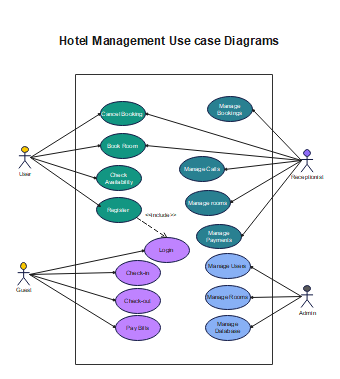 Hotel Management Use case Diagrams
Cancel Booking
Manage
Bookings
Book Room
User
Receptionist
Check
Availability
Manage Calls
Register
Manage rooms
<<Include>>
Manage
Payments
Login
Guest
Check-in
Manage Users
Check-out
Manage Rooms
Admin
Pay Bills
Manage
Database